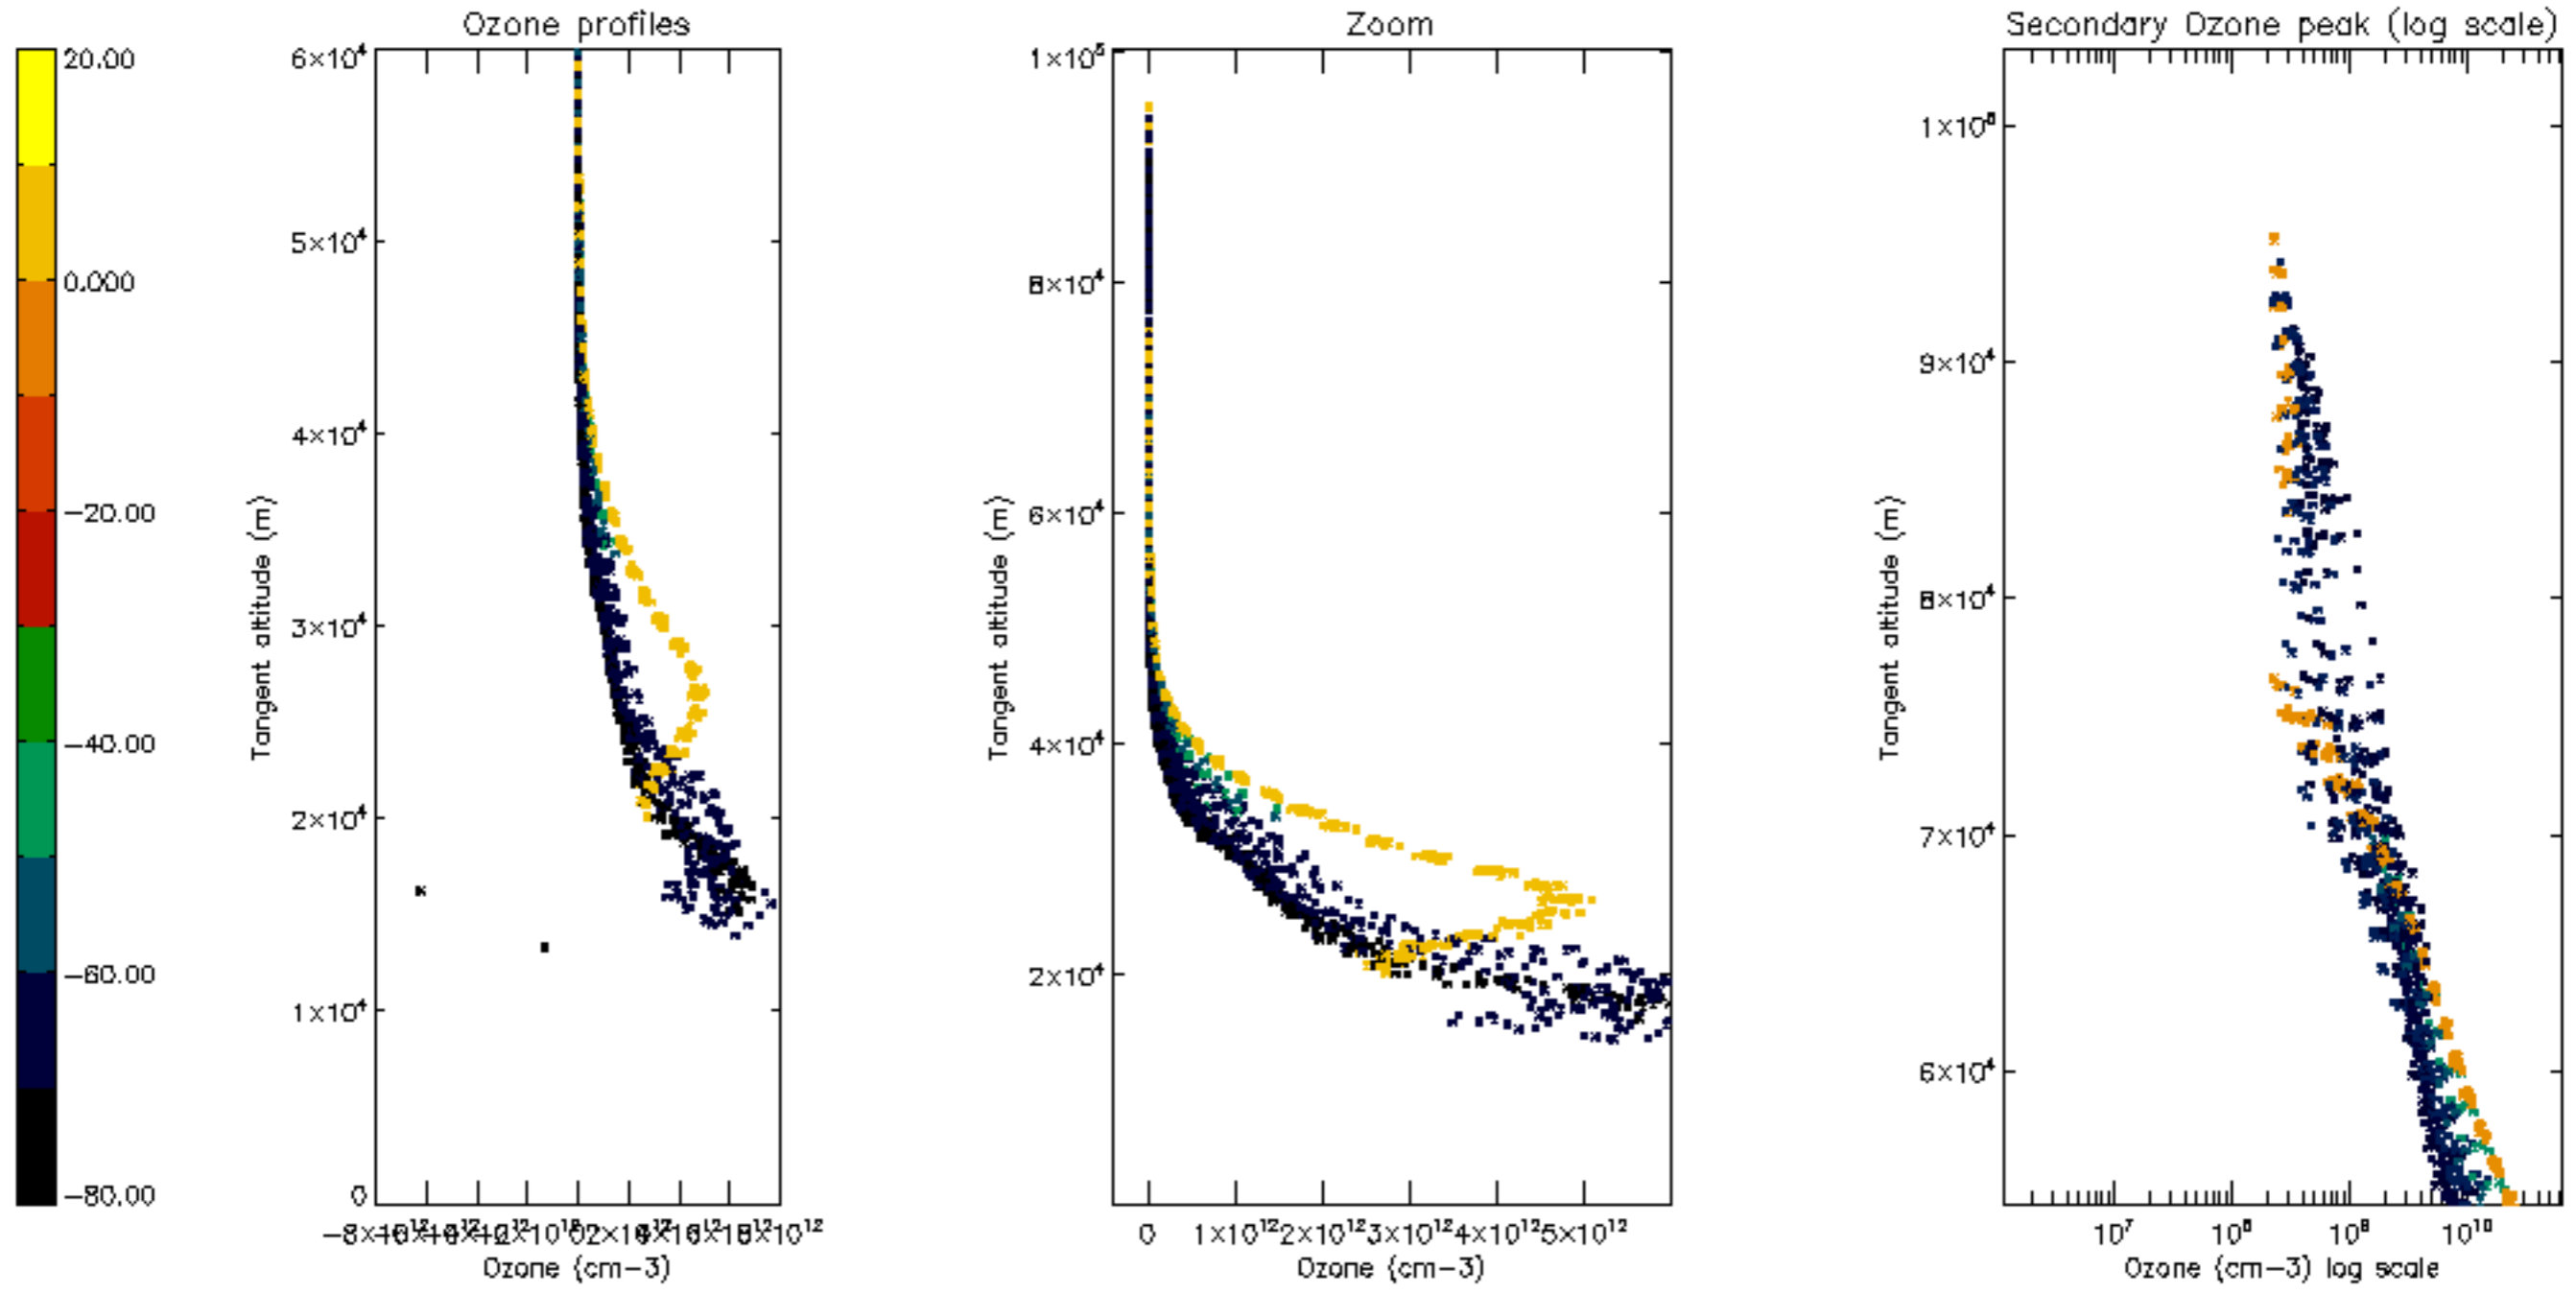 Ozone profiles
Zoom
Secondary Ozone peak (log scale)
20.00
0.000
−20.00
−40.00
−60.00
−80.00
6×10⁴
5×10⁴
4×10⁴
3×10⁴
2×10⁴
1×10⁴
0
Tangent altitude (m)
Ozone (cm−3)
1×10⁵
8×10⁴
6×10⁴
4×10⁴
2×10⁴
Tangent altitude (m)
0 1×10¹² 2×10¹² 3×10¹² 4×10¹² 5×10¹²
Ozone (cm−3)
1×10⁵
9×10⁴
8×10⁴
7×10⁴
6×10⁴
Tangent altitude (m)
10⁷ 10⁸ 10⁹ 10¹⁰
Ozone (cm−3) log scale